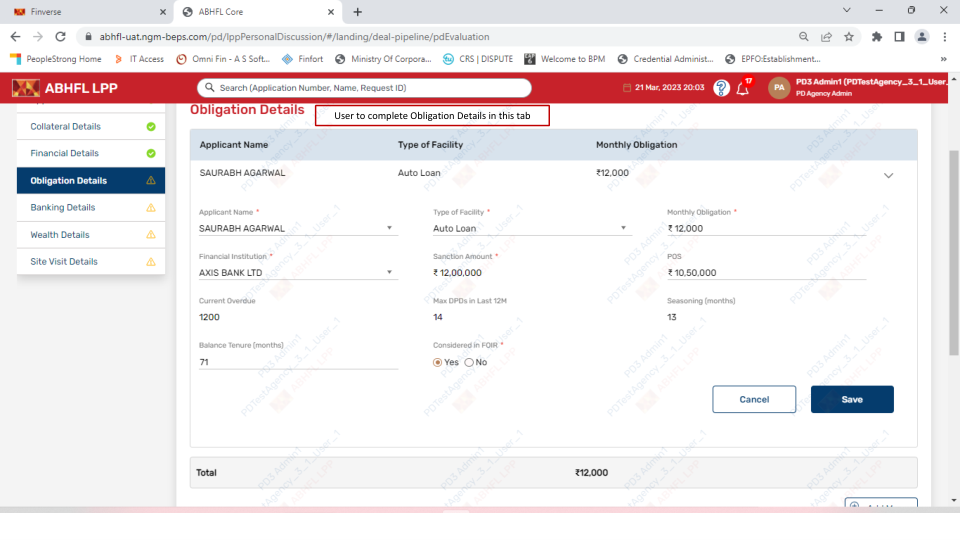 Finverse
ABHFL Core
abhfl-uat.ngm-beps.com/pd/lppPersonalDiscussion/#/landing/deal-pipeline/pdEvaluation
PeopleStrong Home IT Access Omni Fin - A S Soft... Finfort Ministry Of Corpora... CRS | DISPUTE Welcome to BPM Credential Administ... EPFO:Establishment...
ABHFL LPP
Search (Application Number, Name, Request ID)
21 Mar, 2023 20:03
17
PA
PD3 Admin1 (PDTestAgency_3_1_User_
PD Agency Admin
Collateral Details
Financial Details
Obligation Details
Banking Details
Wealth Details
Site Visit Details
Obligation Details
User to complete Obligation Details in this tab
Applicant Name Type of Facility Monthly Obligation
SAURABH AGARWAL Auto Loan ₹12,000
Applicant Name * Type of Facility * Monthly Obligation *
SAURABH AGARWAL Auto Loan ₹ 12,000
Financial Institution * Sanction Amount * POS
AXIS BANK LTD ₹ 12,00,000 ₹ 10,50,000
Current Overdue Max DPDs in Last 12M Seasoning (months)
1200 14 13
Balance Tenure (months) Considered in FOIR *
71 Yes No
Cancel Save
Total ₹12,000